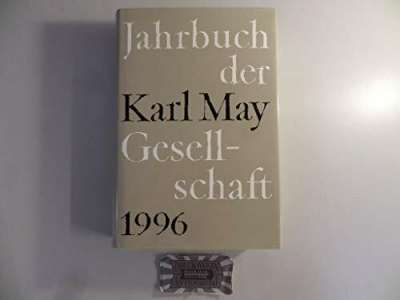 Jahrbuch
der
Karl May
Gesell-
schaft
1996